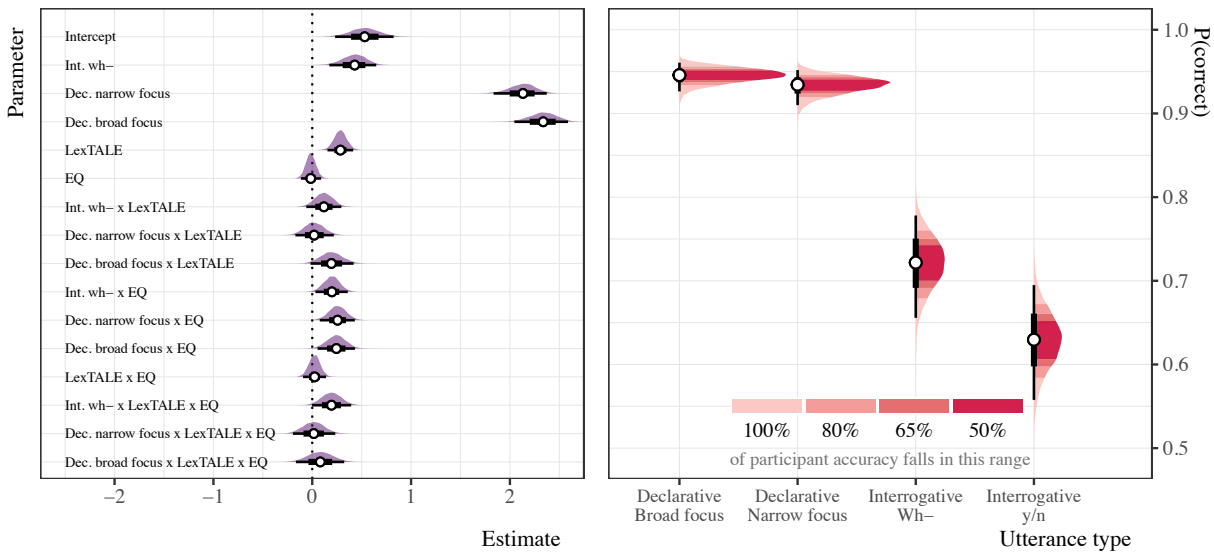 Parameter
Intercept
Int. wh−
Dec. narrow focus
Dec. broad focus
LexTALE
EQ
Int. wh− x LexTALE
Dec. narrow focus x LexTALE
Dec. broad focus x LexTALE
Int. wh− x EQ
Dec. narrow focus x EQ
Dec. broad focus x EQ
LexTALE x EQ
Int. wh− x LexTALE x EQ
Dec. narrow focus x LexTALE x EQ
Dec. broad focus x LexTALE x EQ
−2 −1 0 1 2
Estimate
P(correct)
1.0
0.9
0.8
0.7
0.6
0.5
100% 80% 65% 50%
of participant accuracy falls in this range
Declarative Declarative Interrogative Interrogative
Broad focus Narrow focus Wh− y/n
Utterance type